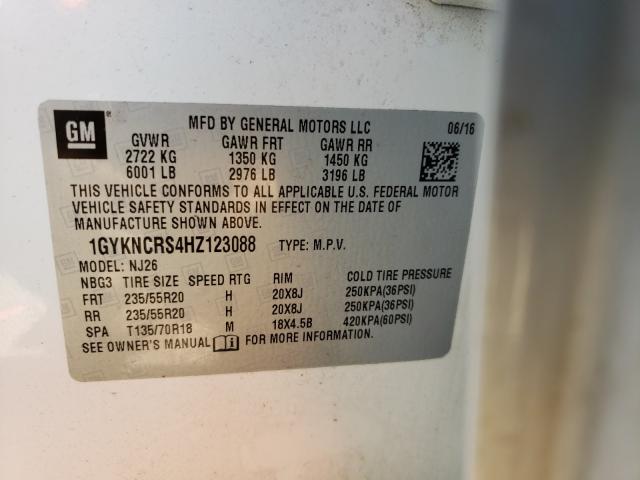 GM
MFD BY GENERAL MOTORS LLC 06/16
GVWR GAWR FRT GAWR RR
2722 KG 1350 KG 1450 KG
6001 LB 2976 LB 3196 LB
THIS VEHICLE CONFORMS TO ALL APPLICABLE U.S. FEDERAL MOTOR
VEHICLE SAFETY STANDARDS IN EFFECT ON THE DATE OF
MANUFACTURE SHOWN ABOVE.
1GYKNCRS4HZ123088 TYPE: M.P.V.
MODEL: NJ26
NBG3 TIRE SIZE SPEED RTG RIM COLD TIRE PRESSURE
FRT 235/55R20 H 20X8J 250KPA(36PSI)
RR 235/55R20 H 20X8J 250KPA(36PSI)
SPA T135/70R18 M 18X4.5B 420KPA(60PSI)
SEE OWNER'S MANUAL FOR MORE INFORMATION.